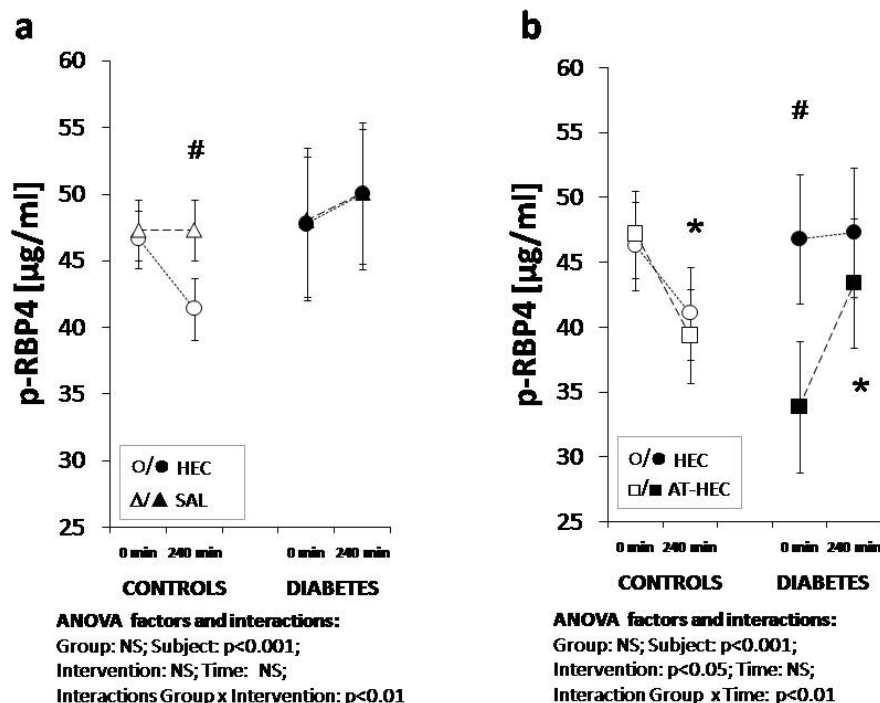 a
60
55
50
45
40
35
30
25
p-RBP4 [µg/ml]
#
○/● HEC
△/▲ SAL
0 min 240 min 0 min 240 min
CONTROLS DIABETES
ANOVA factors and interactions:
Group: NS; Subject: p<0.001;
Intervention: NS; Time: NS;
Interactions Group x Intervention: p<0.01
b
60
55
50
45
40
35
30
25
p-RBP4 [µg/ml]
#
*
*
○/● HEC
□/■ AT-HEC
0 min 240 min 0 min 240 min
CONTROLS DIABETES
ANOVA factors and interactions:
Group: NS; Subject: p<0.001;
Intervention: p<0.05; Time: NS;
Interaction Group x Time: p<0.01